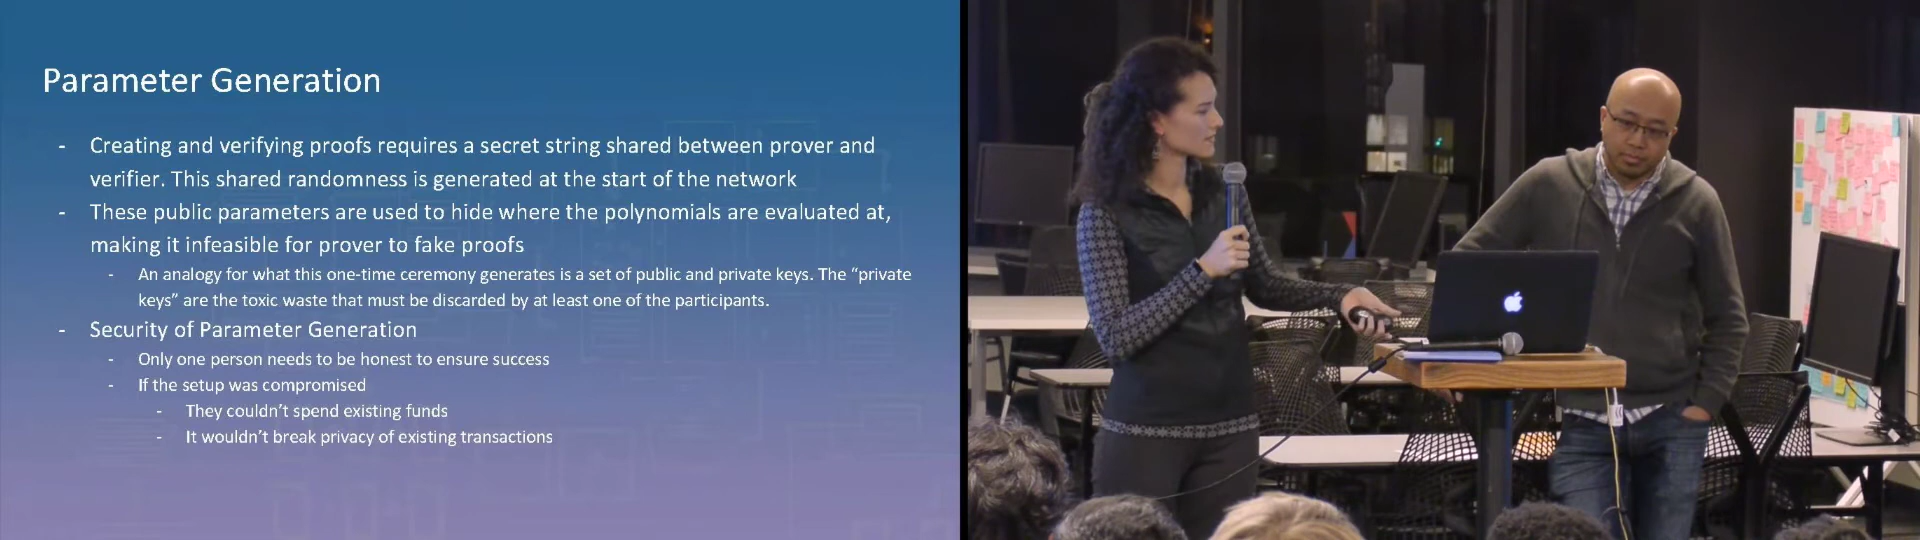 Parameter Generation
- Creating and verifying proofs requires a secret string shared between prover and
verifier. This shared randomness is generated at the start of the network
- These public parameters are used to hide where the polynomials are evaluated at,
making it infeasible for prover to fake proofs
- An analogy for what this one-time ceremony generates is a set of public and private keys. The “private
keys” are the toxic waste that must be discarded by at least one of the participants.
- Security of Parameter Generation
- Only one person needs to be honest to ensure success
- If the setup was compromised
- They couldn’t spend existing funds
- It wouldn’t break privacy of existing transactions